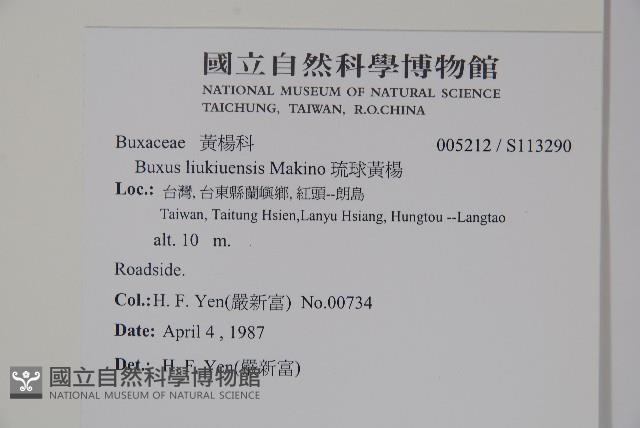 國立自然科學博物館
NATIONAL MUSEUM OF NATURAL SCIENCE
TAICHUNG, TAIWAN, R.O.CHINA
Buxaceae 黃楊科 005212 / S113290
Buxus liukiuensis Makino 琉球黃楊
Loc.: 台灣, 台東縣蘭嶼鄉, 紅頭--朗島
Taiwan, Taitung Hsien,Lanyu Hsiang, Hungtou --Langtao
alt. 10 m.
Roadside.
Col.:H. F. Yen(嚴新富) No.00734
Date: April 4 , 1987
Det.: H. F. Yen(嚴新富)
國立自然科學博物館
NATIONAL MUSEUM OF NATURAL SCIENCE